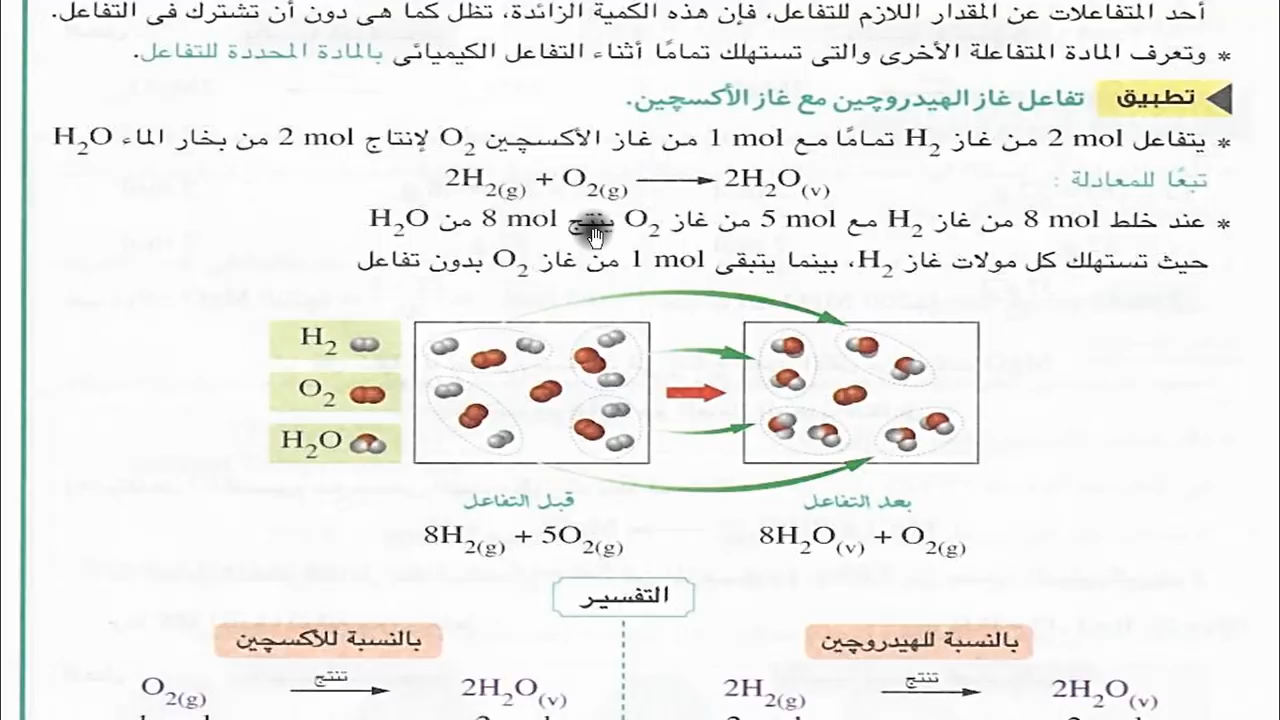 أحد المتفاعلات عن المقدار اللازم للتفاعل، فإن هذه الكمية الزائدة، تظل كما هى دون أن تشترك فى التفاعل.
* وتعرف المادة المتفاعلة الأخرى والتى تستهلك تمامًا أثناء التفاعل الكيميائى بالمادة المحددة للتفاعل.
تطبيق تفاعل غاز الهيدروچين مع غاز الأكسچين.
* يتفاعل 2 mol من غاز H₂ تمامًا مع 1 mol من غاز الأكسچين O₂ لإنتاج 2 mol من بخار الماء H₂O
تبعًا للمعادلة :
2H₂(g) + O₂(g) ⟶ 2H₂O(v)
* عند خلط 8 mol من غاز H₂ مع 5 mol من غاز O₂ ينتج 8 mol من H₂O
حيث تستهلك كل مولات غاز H₂، بينما يتبقى 1 mol من غاز O₂ بدون تفاعل
H₂
O₂
H₂O
قبل التفاعل
8H₂(g) + 5O₂(g)
بعد التفاعل
8H₂O(v) + O₂(g)
التفسير
بالنسبة للهيدروچين
2H₂(g) تنتج ⟶ 2H₂O(v)
بالنسبة للأكسچين
O₂(g) تنتج ⟶ 2H₂O(v)